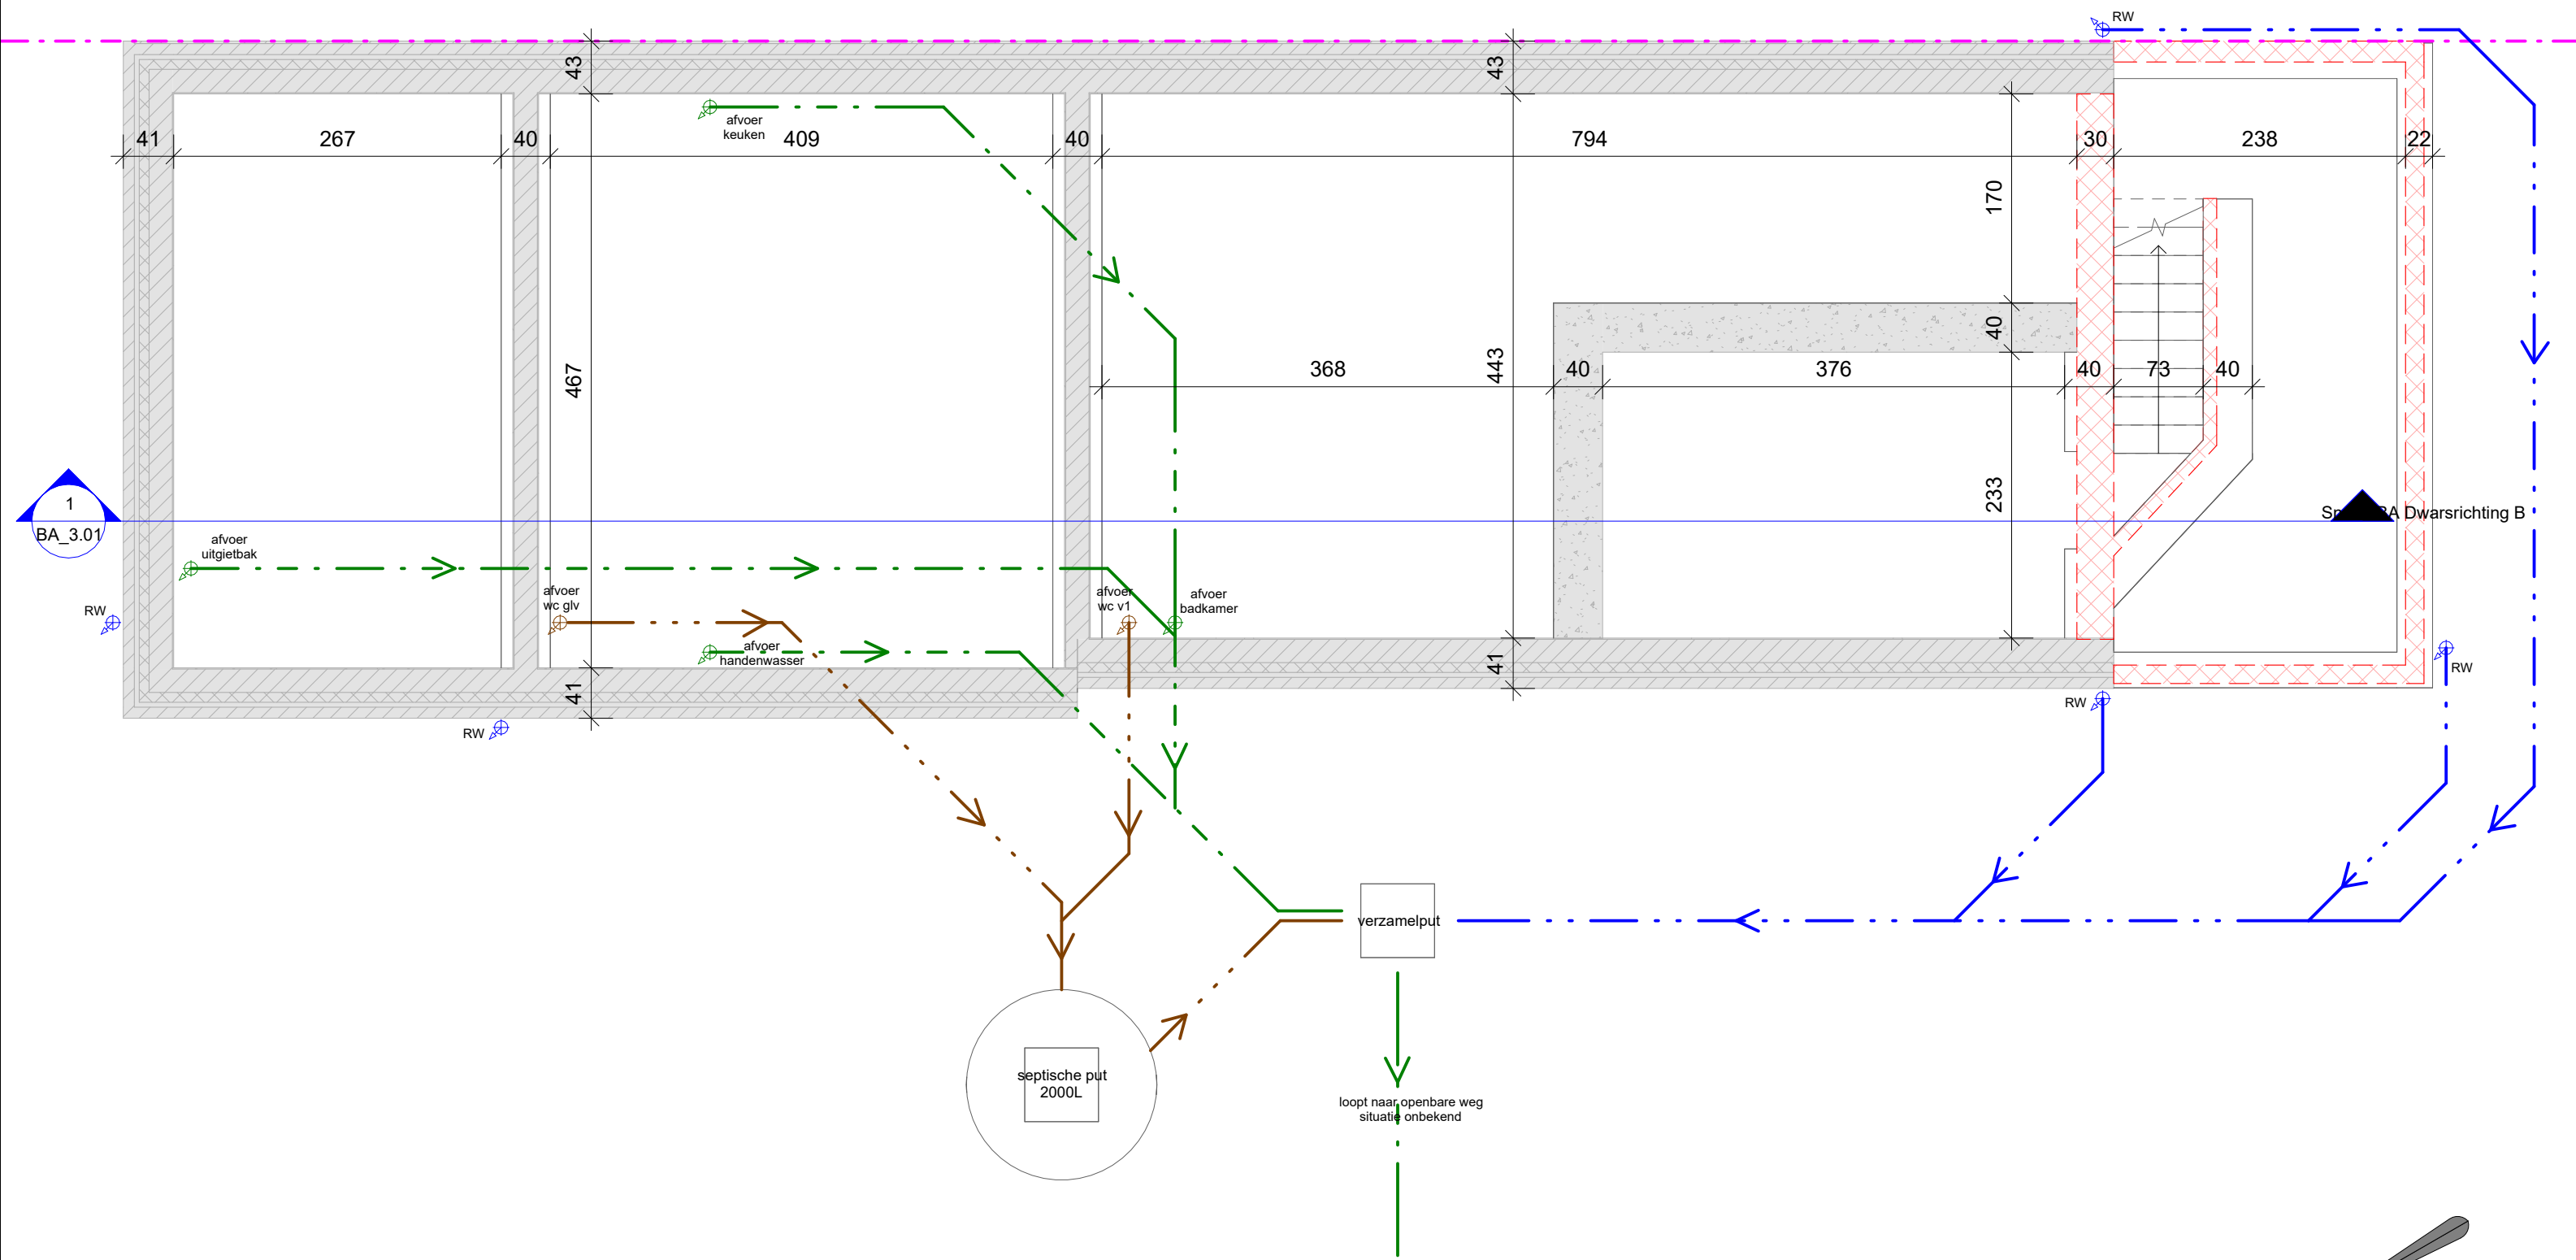 RW
43
43
afvoer
keuken
41
267
40
409
40
794
30
238
22
170
40
467
443
368
40
376
40
73
40
233
1
BA_3.01
BA Dwarsrichting B
afvoer
uitgietbak
afvoer
wc glv
afvoer
wc v1
afvoer
badkamer
RW
afvoer
handenwasser
41
41
RW
RW
RW
verzamelput
septische put
2000L
loopt naar openbare weg
situatie onbekend